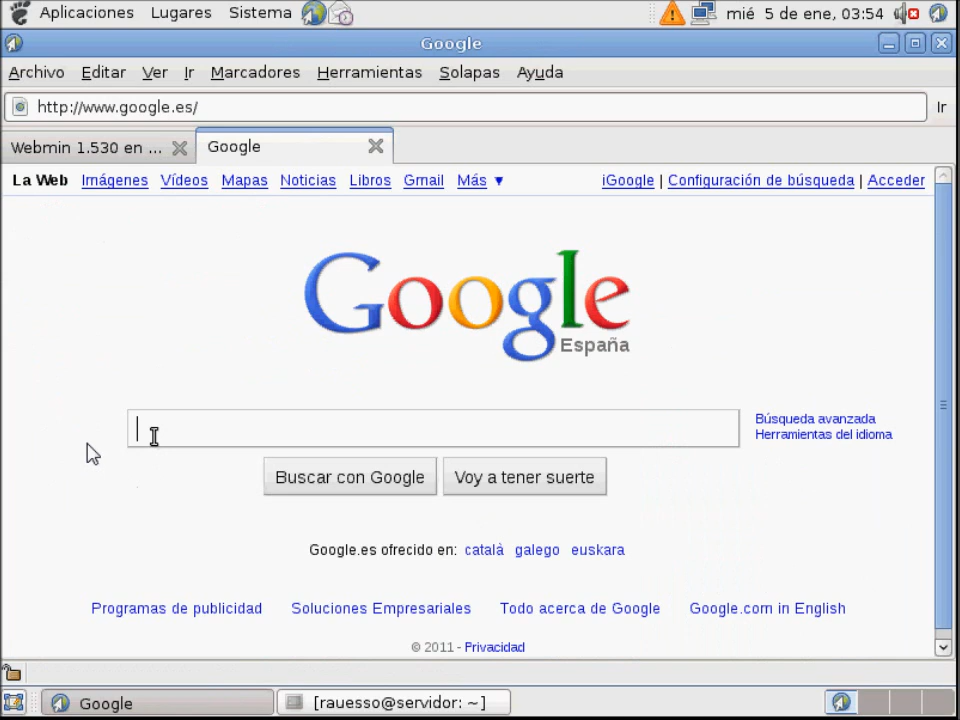 Aplicaciones Lugares Sistema mié 5 de ene, 03:54
Google
Archivo Editar Ver Ir Marcadores Herramientas Solapas Ayuda
http://www.google.es/ Ir
Webmin 1.530 en ... Google
La Web Imágenes Vídeos Mapas Noticias Libros Gmail Más ▼ iGoogle | Configuración de búsqueda | Acceder
Google
España
Búsqueda avanzada
Herramientas del idioma
Buscar con Google Voy a tener suerte
Google.es ofrecido en: català galego euskara
Programas de publicidad Soluciones Empresariales Todo acerca de Google Google.com in English
© 2011 - Privacidad
Google [rauesso@servidor: ~]